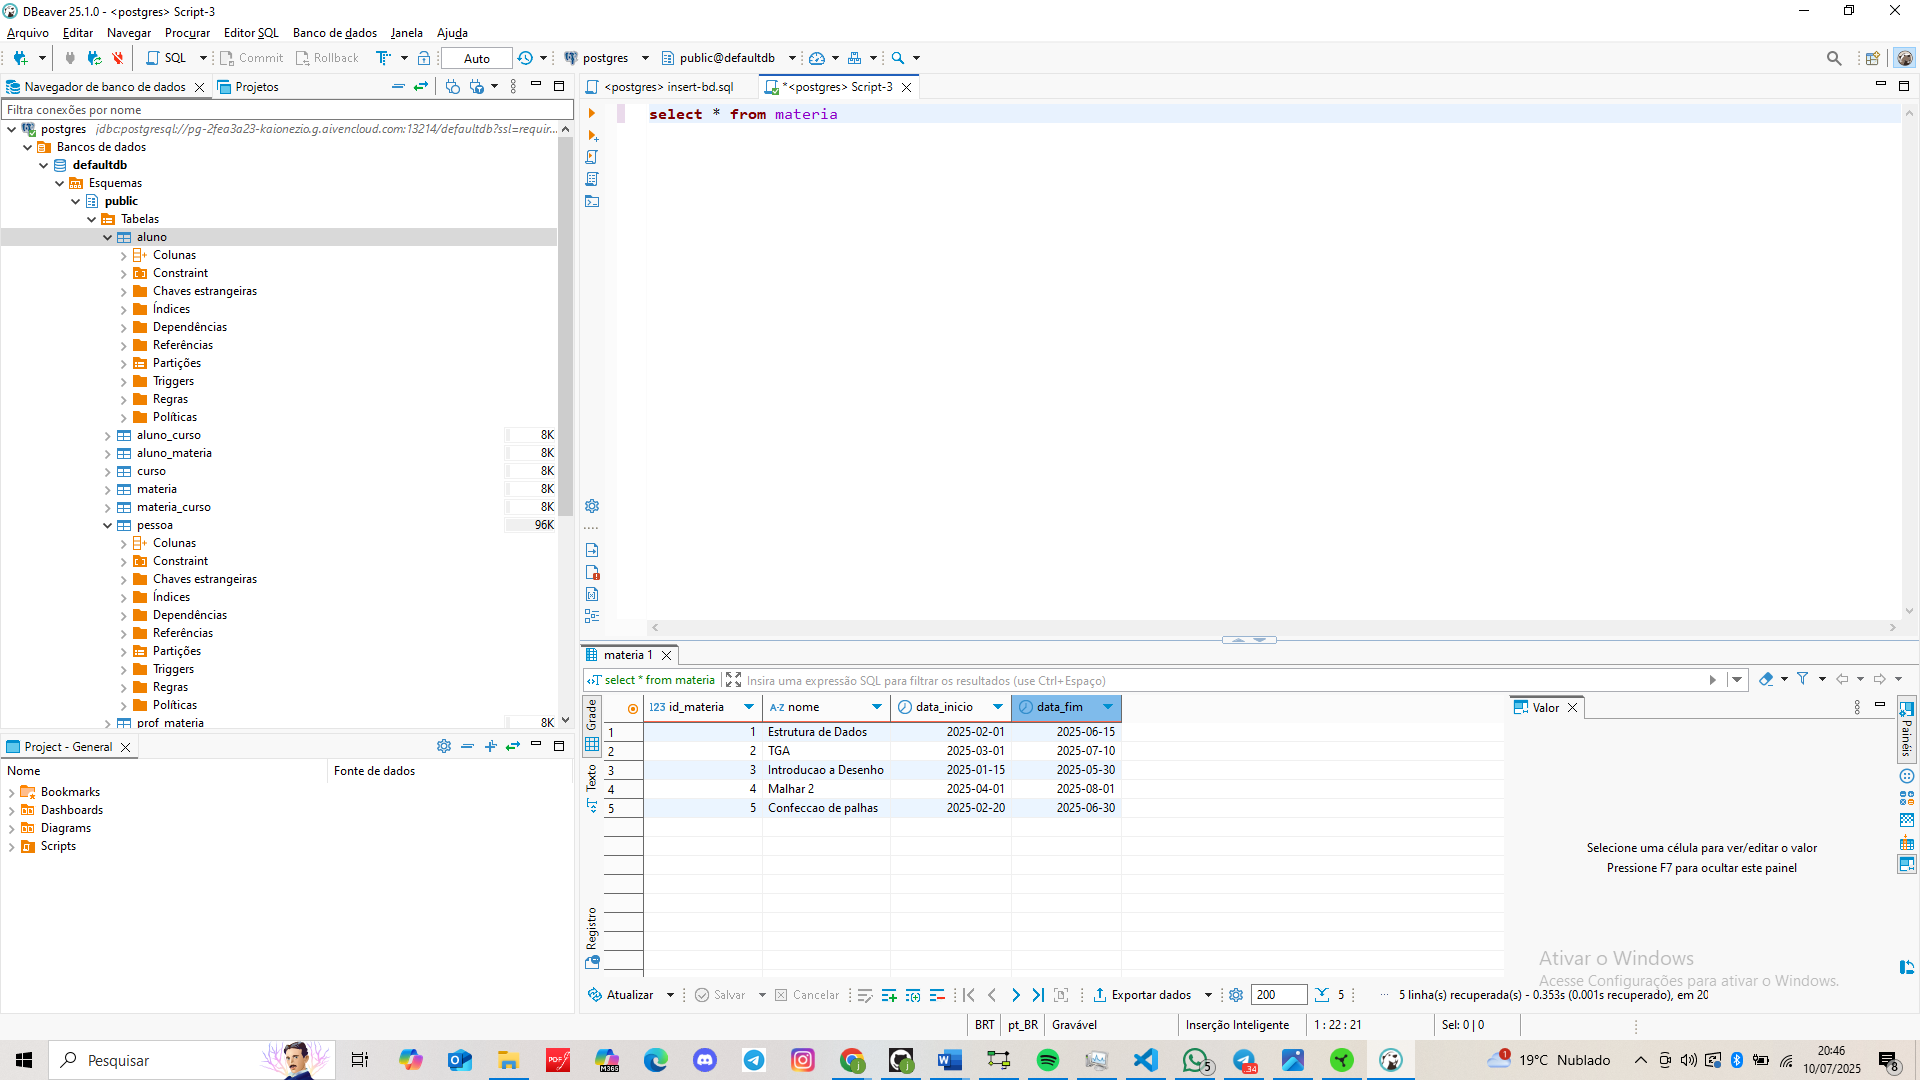 DBeaver 25.1.0 - <postgres> Script-3
Arquivo Editar Navegar Procurar Editor SQL Banco de dados Janela Ajuda
SQL Commit Rollback Auto postgres public@defaultdb
Navegador de banco de dados Projetos
Filtra conexões por nome
postgres jdbc:postgresql://pg-2fea3a23-kaionezio.g.aivencloud.com:13214/defaultdb?ssl=requir...
Bancos de dados
defaultdb
Esquemas
public
Tabelas
aluno
Colunas
Constraint
Chaves estrangeiras
Índices
Dependências
Referências
Partições
Triggers
Regras
Políticas
aluno_curso 8K
aluno_materia 8K
curso 8K
materia 8K
materia_curso 8K
pessoa 96K
Colunas
Constraint
Chaves estrangeiras
Índices
Dependências
Referências
Partições
Triggers
Regras
Políticas
prof_materia 8K
Project - General
Nome Fonte de dados
Bookmarks
Dashboards
Diagrams
Scripts
<postgres> insert-bd.sql *<postgres> Script-3
select * from materia
materia 1
select * from materia Insira uma expressão SQL para filtrar os resultados (use Ctrl+Espaço)
Grade
Texto
Registro
123 id_materia A-Z nome data_inicio data_fim
1 1 Estrutura de Dados 2025-02-01 2025-06-15
2 2 TGA 2025-03-01 2025-07-10
3 3 Introducao a Desenho 2025-01-15 2025-05-30
4 4 Malhar 2 2025-04-01 2025-08-01
5 5 Confeccao de palhas 2025-02-20 2025-06-30
Valor
Painéis
Selecione uma célula para ver/editar o valor
Pressione F7 para ocultar este painel
Ativar o Windows
Acesse Configurações para ativar o Windows.
Atualizar Salvar Cancelar Exportar dados 200 5 ... 5 linha(s) recuperada(s) - 0.353s (0.001s recuperado), em 20
BRT pt_BR Gravável Inserção Inteligente 1 : 22 : 21 Sel: 0 | 0
Pesquisar
PDF
M365
5
34
1
19°C Nublado
20:46
10/07/2025
8